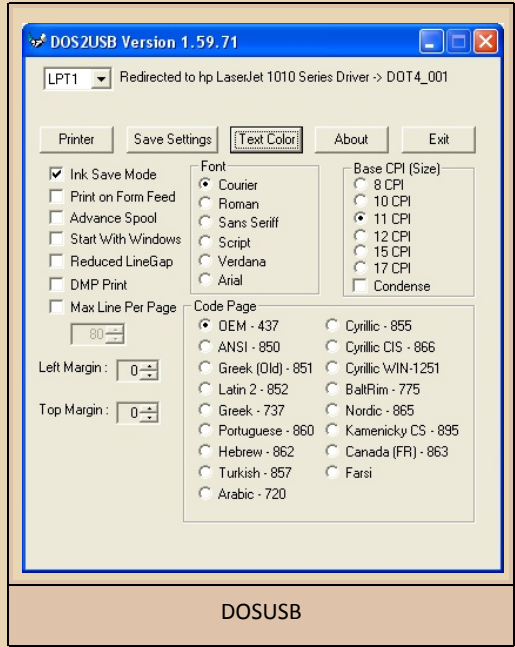 DOS2USB Version 1.59.71
LPT1 Redirected to hp LaserJet 1010 Series Driver -> DOT4_001
Printer Save Settings Text Color About Exit
Ink Save Mode
Print on Form Feed
Advance Spool
Start With Windows
Reduced LineGap
DMP Print
Max Line Per Page
80
Left Margin : 0
Top Margin : 0
Font
Courier
Roman
Sans Seriff
Script
Verdana
Arial
Base CPI (Size)
8 CPI
10 CPI
11 CPI
12 CPI
15 CPI
17 CPI
Condense
Code Page
OEM - 437
ANSI - 850
Greek (Old) - 851
Latin 2 - 852
Greek - 737
Portuguese - 860
Hebrew - 862
Turkish - 857
Arabic - 720
Cyrillic - 855
Cyrillic CIS - 866
Cyrillic WIN-1251
BaltRim - 775
Nordic - 865
Kamenicky CS - 895
Canada (FR) - 863
Farsi
DOSUSB